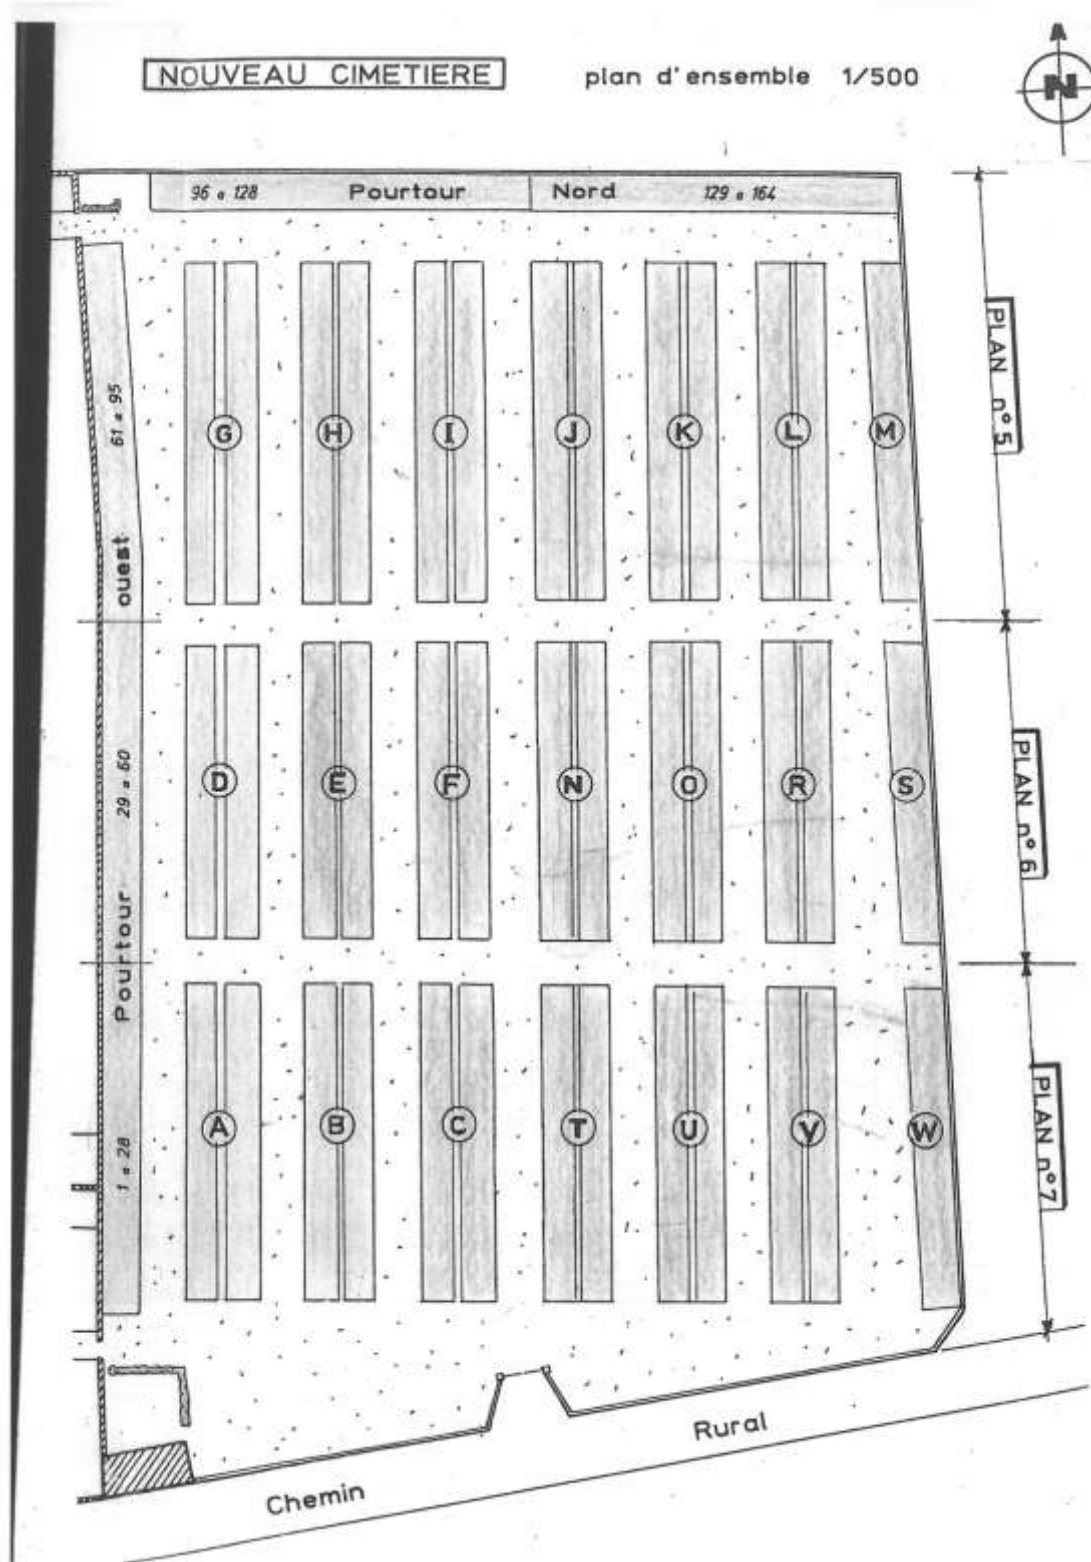 NOUVEAU CIMETIERE
plan d'ensemble 1/500
N
96 a 128 Pourtour Nord 129 a 164
G H I J K L M
D E F N O R S
A B C T U V W
Pourtour ouest
61 a 95
29 a 60
1 a 28
PLAN n° 5
PLAN n° 6
PLAN n° 7
Chemin Rural